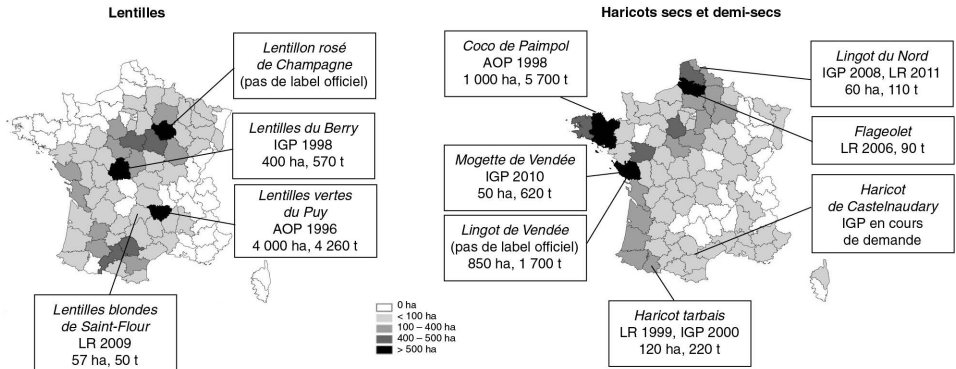 Lentilles
Lentillon rosé
de Champagne
(pas de label officiel)
Lentilles du Berry
IGP 1998
400 ha, 570 t
Lentilles vertes
du Puy
AOP 1996
4 000 ha, 4 260 t
Lentilles blondes
de Saint-Flour
LR 2009
57 ha, 50 t
0 ha
< 100 ha
100 – 400 ha
400 – 500 ha
> 500 ha
Haricots secs et demi-secs
Coco de Paimpol
AOP 1998
1 000 ha, 5 700 t
Mogette de Vendée
IGP 2010
50 ha, 620 t
Lingot de Vendée
(pas de label officiel)
850 ha, 1 700 t
Lingot du Nord
IGP 2008, LR 2011
60 ha, 110 t
Flageolet
LR 2006, 90 t
Haricot
de Castelnaudary
IGP en cours
de demande
Haricot tarbais
LR 1999, IGP 2000
120 ha, 220 t